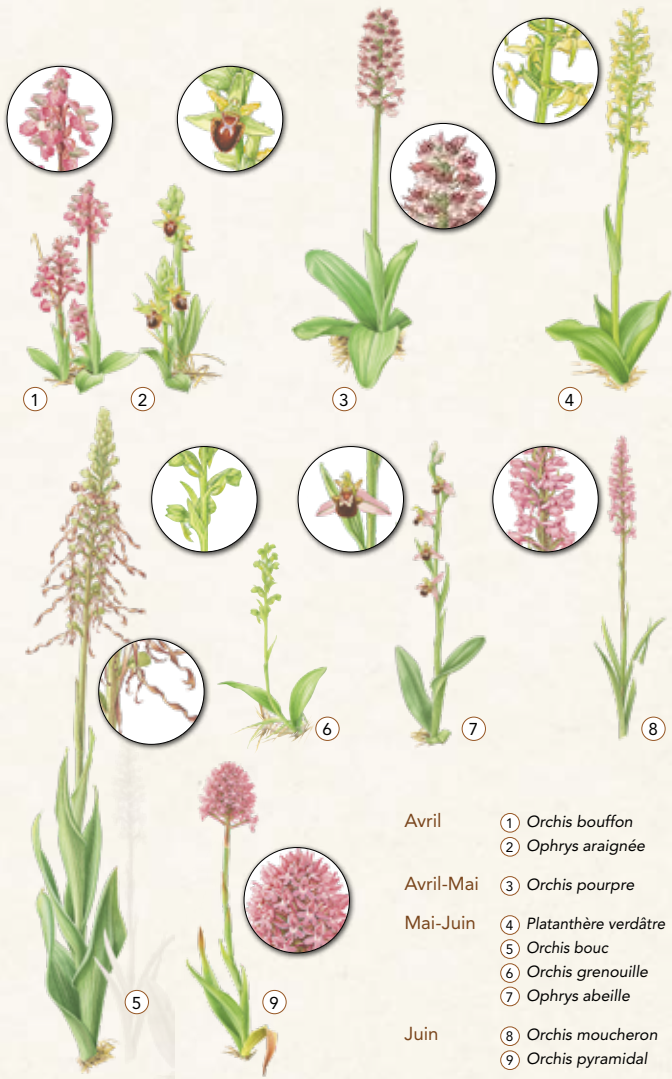 1 2 3 4
5 6 7 8
9
Avril 1 Orchis bouffon
2 Ophrys araignée
Avril-Mai 3 Orchis pourpre
Mai-Juin 4 Platanthère verdâtre
5 Orchis bouc
6 Orchis grenouille
7 Ophrys abeille
Juin 8 Orchis moucheron
9 Orchis pyramidal